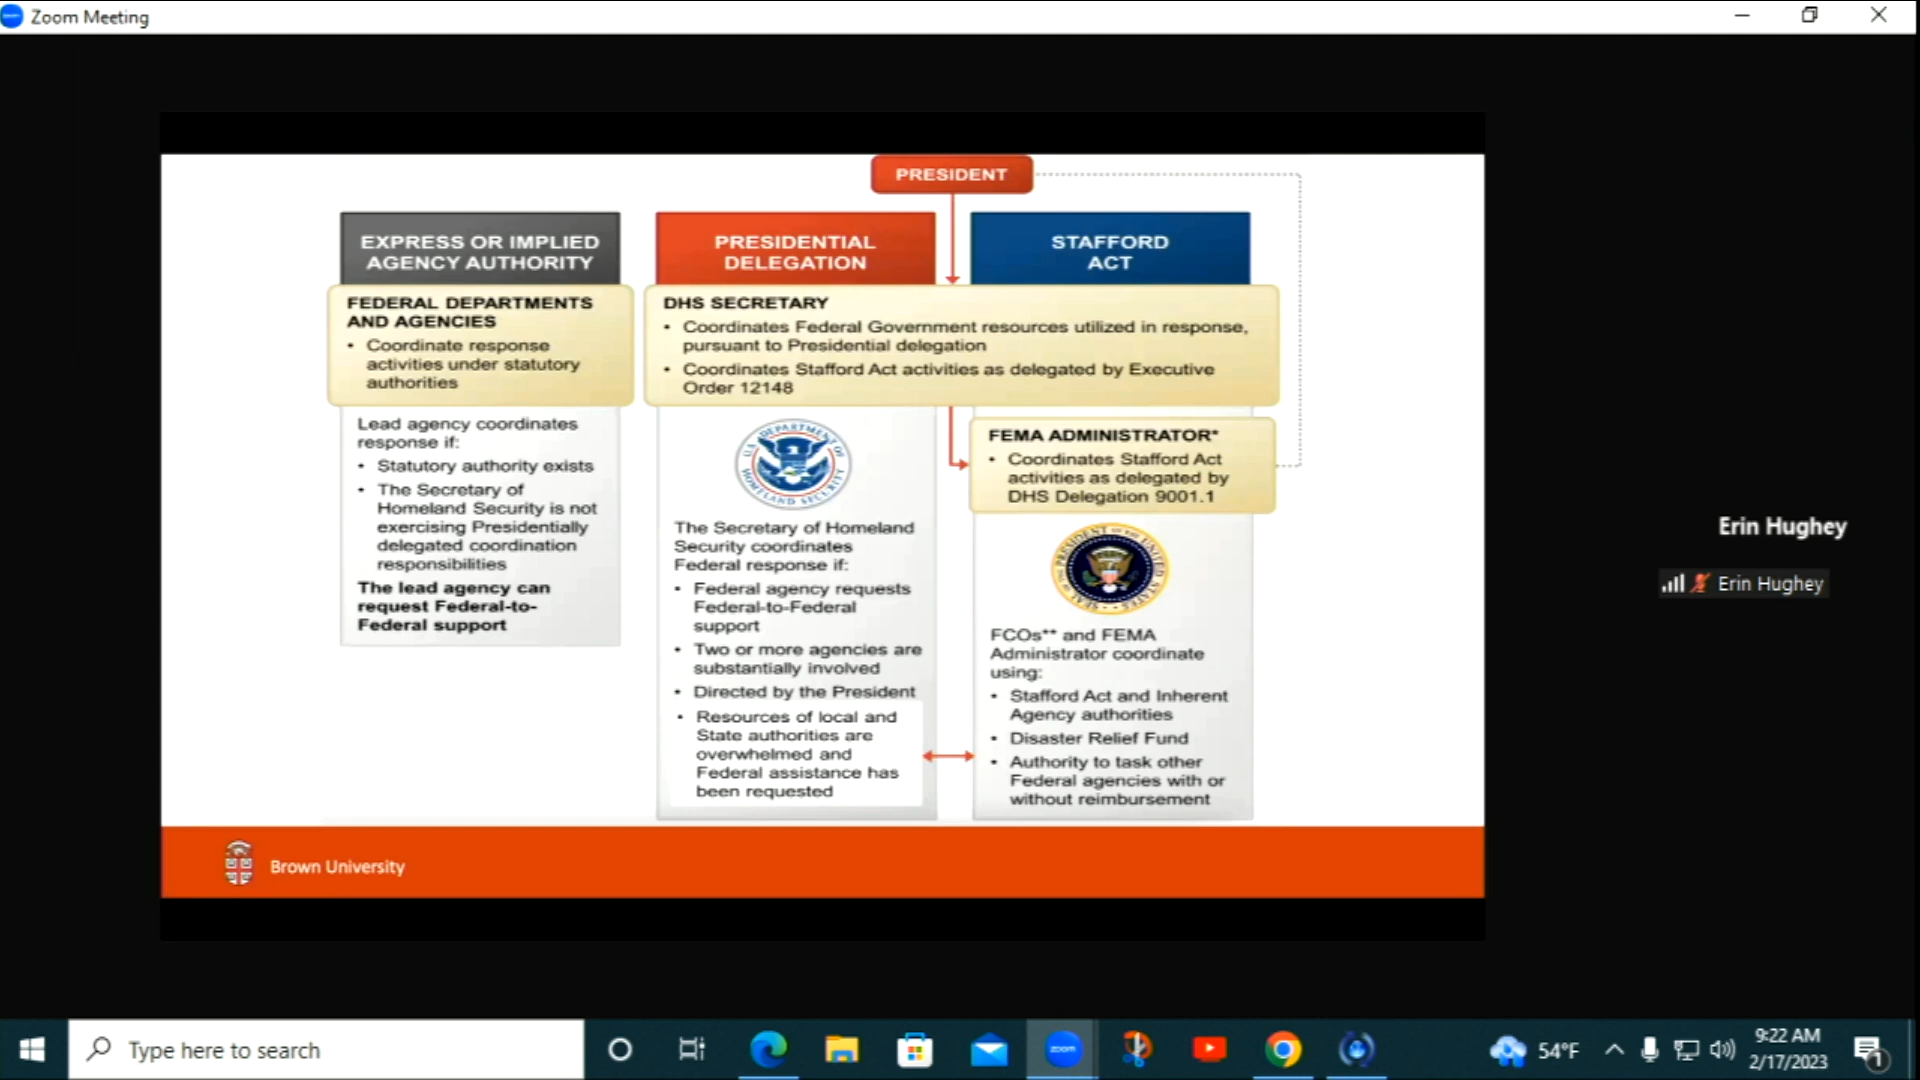 Zoom Meeting
PRESIDENT
EXPRESS OR IMPLIED
AGENCY AUTHORITY
FEDERAL DEPARTMENTS
AND AGENCIES
• Coordinate response
activities under statutory
authorities
Lead agency coordinates
response if:
• Statutory authority exists
• The Secretary of
Homeland Security is not
exercising Presidentially
delegated coordination
responsibilities
The lead agency can
request Federal-to-
Federal support
PRESIDENTIAL
DELEGATION
STAFFORD
ACT
DHS SECRETARY
• Coordinates Federal Government resources utilized in response,
pursuant to Presidential delegation
• Coordinates Stafford Act activities as delegated by Executive
Order 12148
U.S. DEPARTMENT OF
HOMELAND SECURITY
The Secretary of Homeland
Security coordinates
Federal response if:
• Federal agency requests
Federal-to-Federal
support
• Two or more agencies are
substantially involved
• Directed by the President
• Resources of local and
State authorities are
overwhelmed and
Federal assistance has
been requested
FEMA ADMINISTRATOR*
• Coordinates Stafford Act
activities as delegated by
DHS Delegation 9001.1
FCOs** and FEMA
Administrator coordinate
using:
• Stafford Act and Inherent
Agency authorities
• Disaster Relief Fund
• Authority to task other
Federal agencies with or
without reimbursement
Brown University
Erin Hughey
Erin Hughey
Type here to search
zoom
54°F
9:22 AM
2/17/2023
1